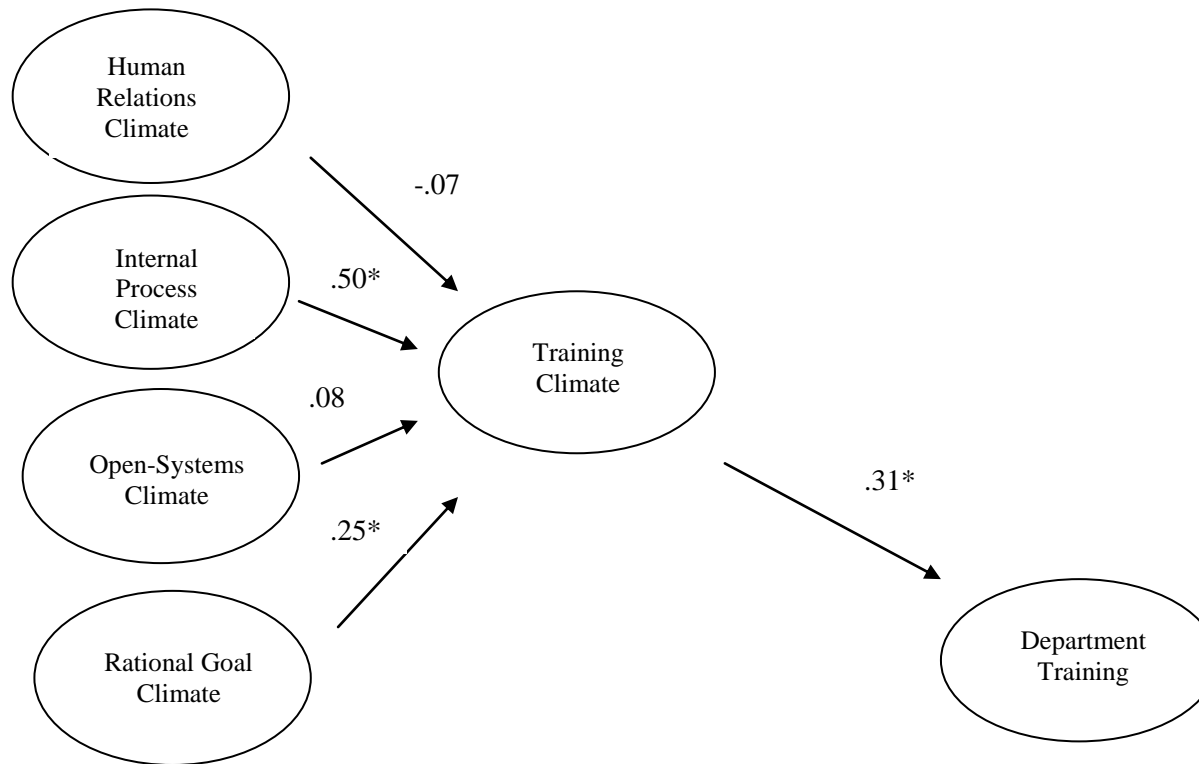 Human
Relations
Climate
-.07
Internal
Process
Climate
.50*
Training
Climate
.08
Open-Systems
Climate
.31*
.25*
Rational Goal
Climate
Department
Training